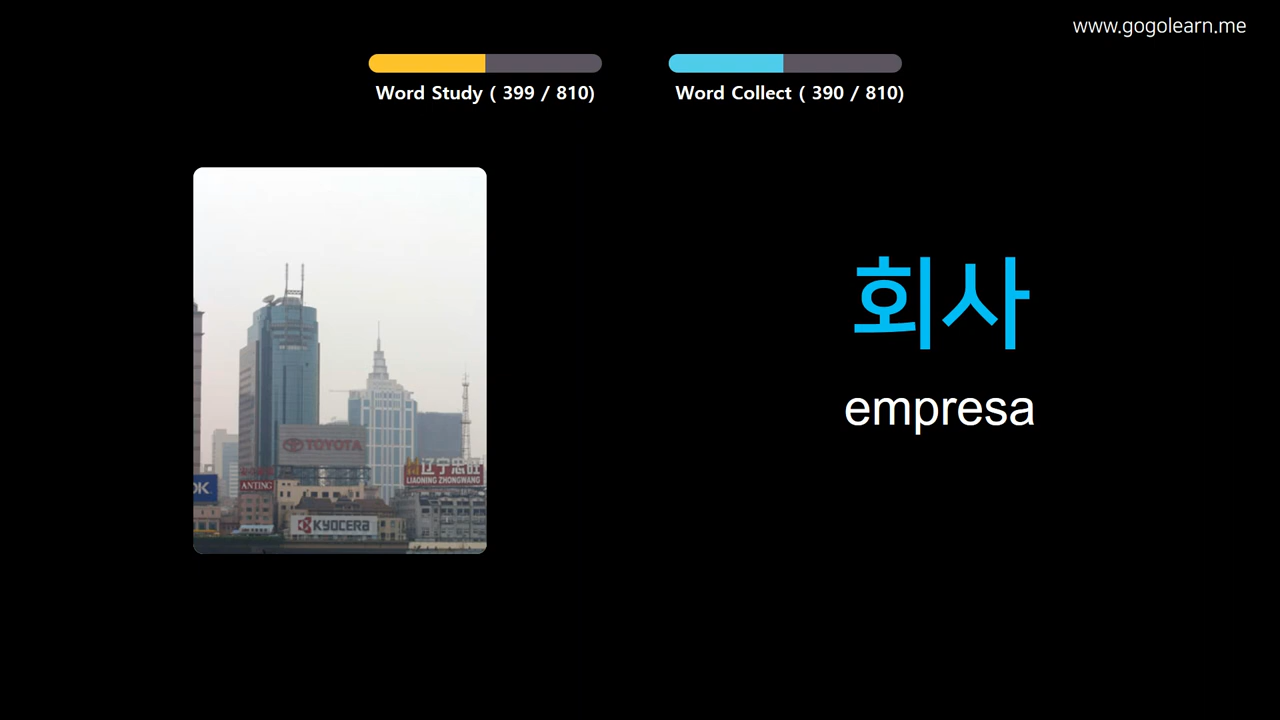 www.gogolearn.me
Word Study ( 399 / 810)
Word Collect ( 390 / 810)
회사
empresa
TOYOTA
辽宁忠旺
LIAONING ZHONGWANG
ANTING
OK
KYOCERA